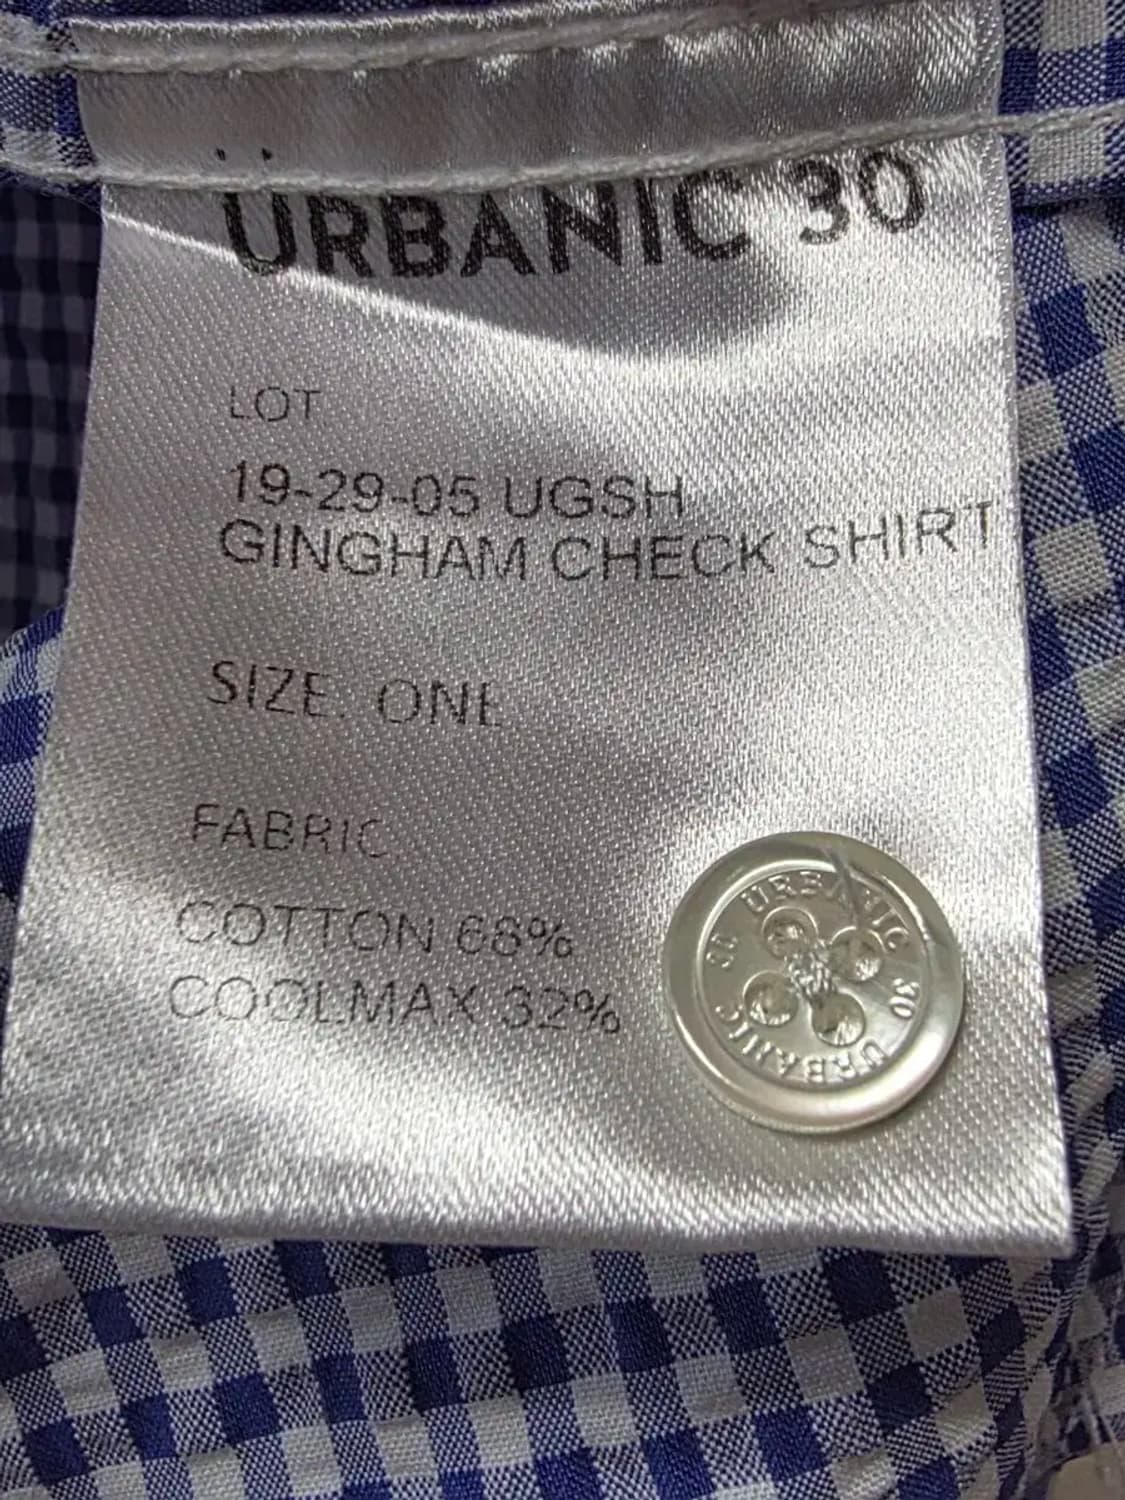 ÜRBANIC 30
LOT
19-29-05 UGSH
GINGHAM CHECK SHIRT
SIZE. ONE
FABRIC.
COTTON 68%
COOLMAX 32%
URBANIC 30
URBANIC 30